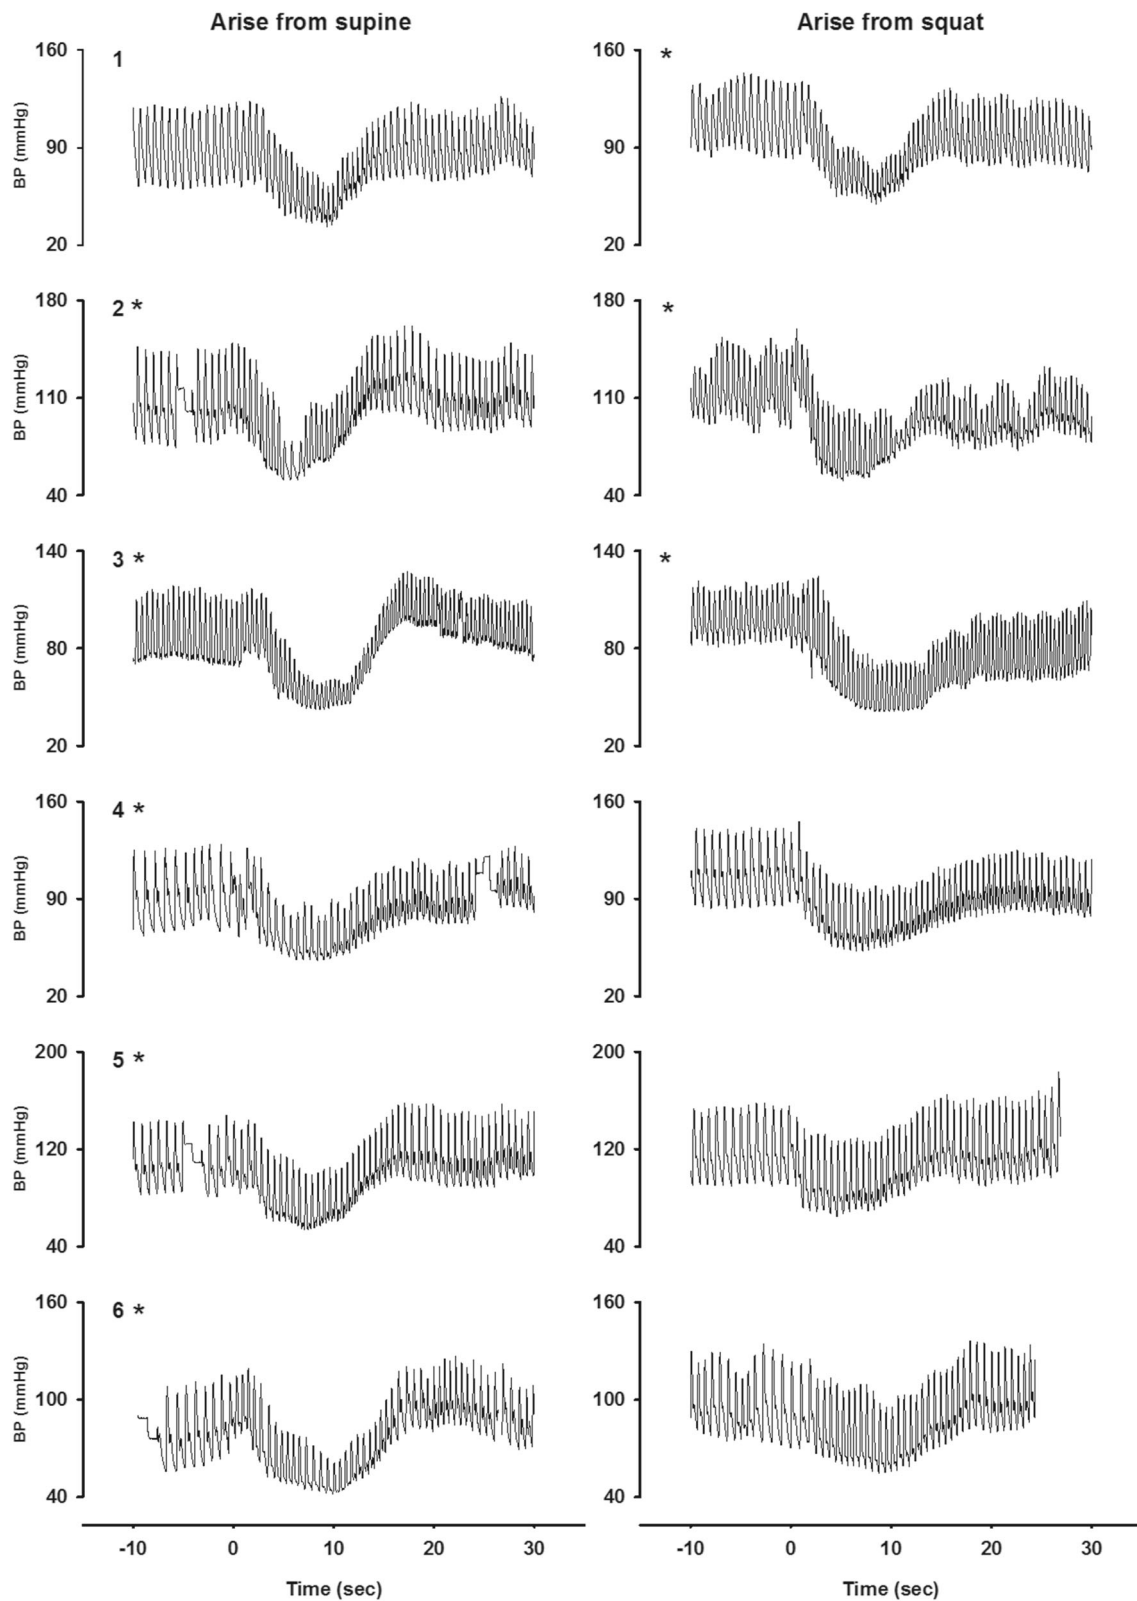 Arise from supine Arise from squat
160 1 160 *
BP (mmHg) 90 90
20 20
180 2 * 180 *
BP (mmHg) 110 110
40 40
140 3 * 140 *
BP (mmHg) 80 80
20 20
160 4 * 160
BP (mmHg) 90 90
20 20
200 5 * 200
BP (mmHg) 120 120
40 40
160 6 * 160
BP (mmHg) 100 100
40 40
-10 0 10 20 30 -10 0 10 20 30
Time (sec) Time (sec)